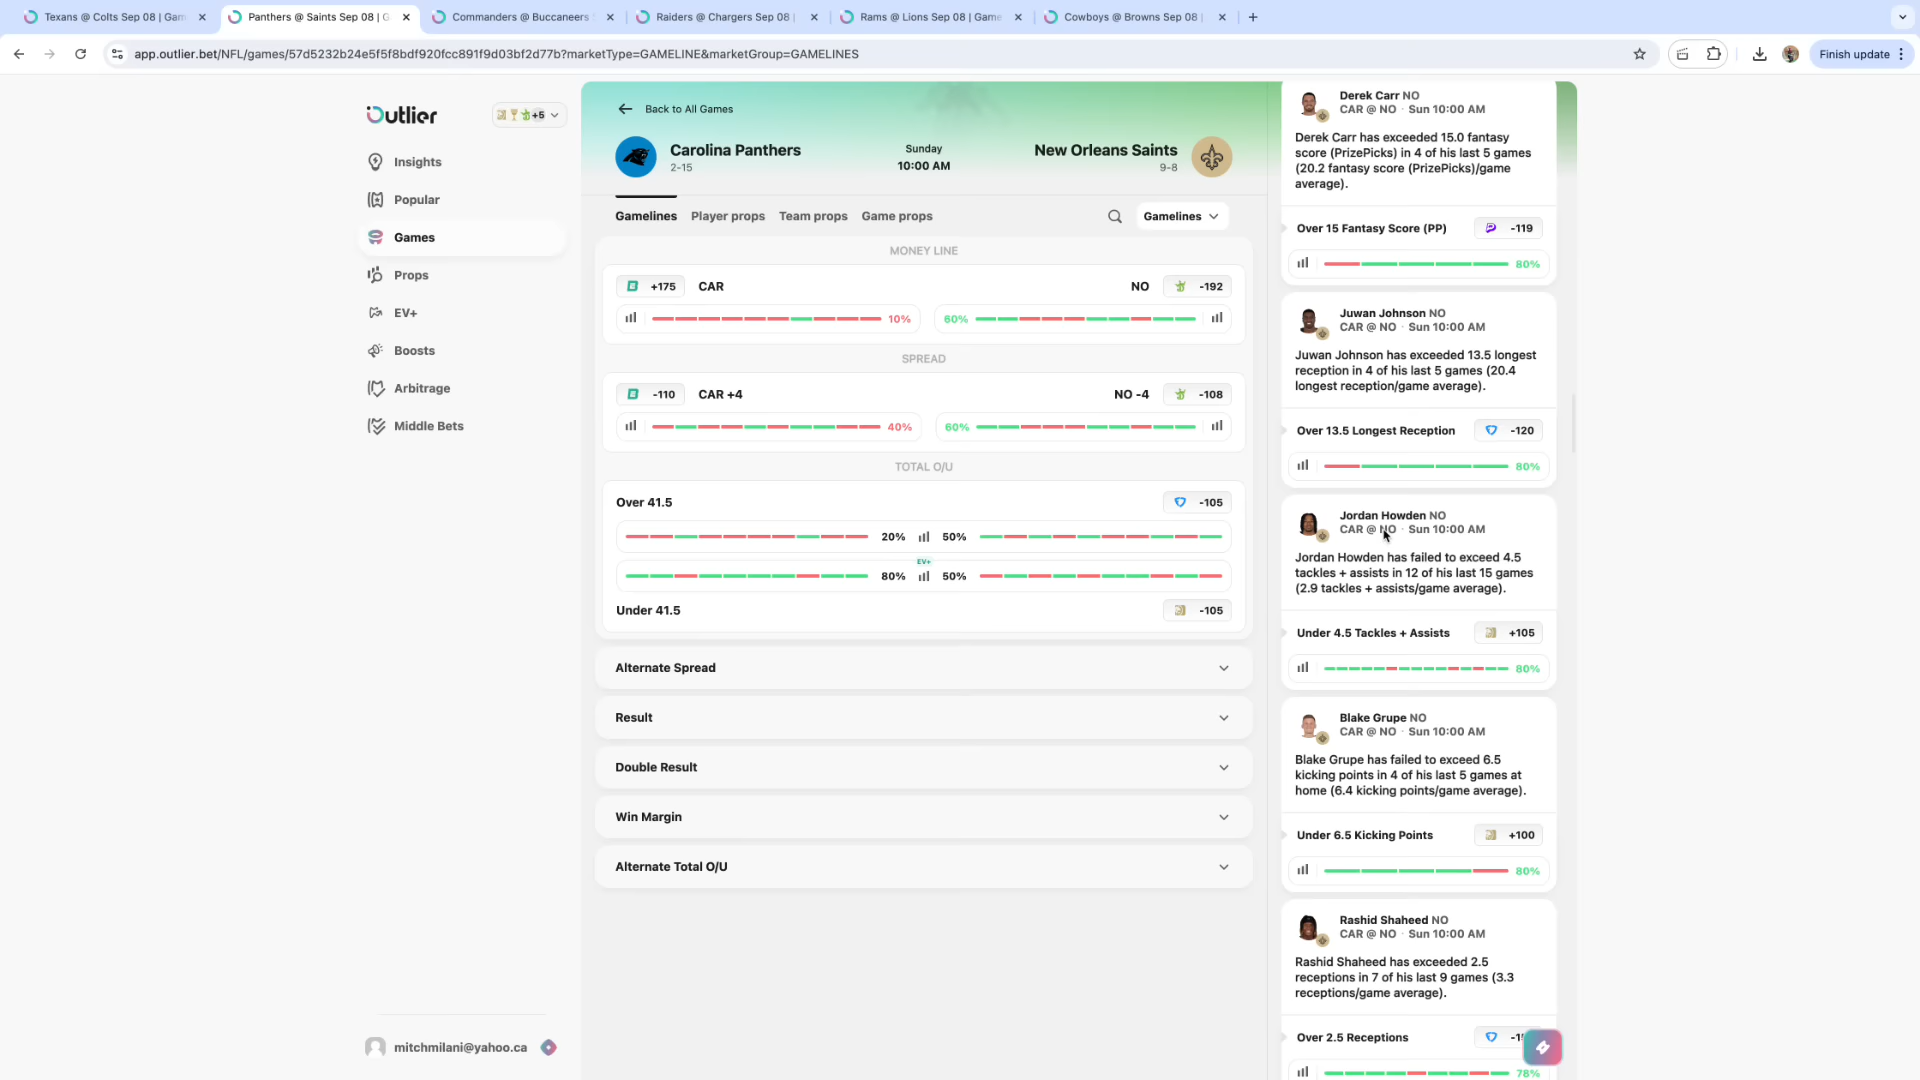 Texans @ Colts Sep 08 | Gam
Panthers @ Saints Sep 08 | G
Commanders @ Buccaneers
Raiders @ Chargers Sep 08 |
Rams @ Lions Sep 08 | Game
Cowboys @ Browns Sep 08 |
app.outlier.bet/NFL/games/57d5232b24e5f5f8bdf920fcc891f9d03bf2d77b?marketType=GAMELINE&marketGroup=GAMELINES
Finish update
Outlier
+5
Insights
Popular
Games
Props
EV+
Boosts
Arbitrage
Middle Bets
mitchmilani@yahoo.ca
Back to All Games
Carolina Panthers
2-15
Sunday
10:00 AM
New Orleans Saints
9-8
Gamelines
Player props
Team props
Game props
Gamelines
MONEY LINE
+175 CAR
NO -192
10%
60%
SPREAD
-110 CAR +4
NO -4 -108
40%
60%
TOTAL O/U
Over 41.5 -105
20% 50%
EV+
80% 50%
Under 41.5 -105
Alternate Spread
Result
Double Result
Win Margin
Alternate Total O/U
Derek Carr NO
CAR @ NO · Sun 10:00 AM
Derek Carr has exceeded 15.0 fantasy
score (PrizePicks) in 4 of his last 5 games
(20.2 fantasy score (PrizePicks)/game
average).
Over 15 Fantasy Score (PP) -119
80%
Juwan Johnson NO
CAR @ NO · Sun 10:00 AM
Juwan Johnson has exceeded 13.5 longest
reception in 4 of his last 5 games (20.4
longest reception/game average).
Over 13.5 Longest Reception -120
80%
Jordan Howden NO
CAR @ NO · Sun 10:00 AM
Jordan Howden has failed to exceed 4.5
tackles + assists in 12 of his last 15 games
(2.9 tackles + assists/game average).
Under 4.5 Tackles + Assists +105
80%
Blake Grupe NO
CAR @ NO · Sun 10:00 AM
Blake Grupe has failed to exceed 6.5
kicking points in 4 of his last 5 games at
home (6.4 kicking points/game average).
Under 6.5 Kicking Points +100
80%
Rashid Shaheed NO
CAR @ NO · Sun 10:00 AM
Rashid Shaheed has exceeded 2.5
receptions in 7 of his last 9 games (3.3
receptions/game average).
Over 2.5 Receptions
78%